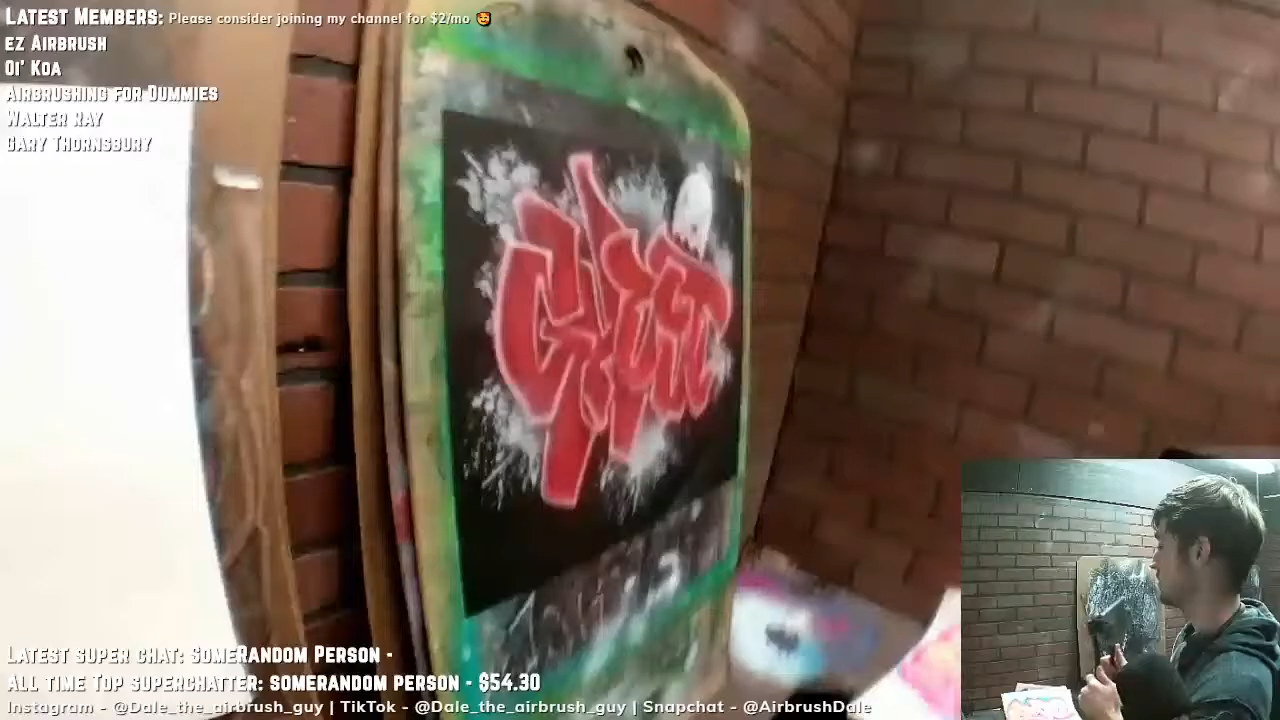 Latest Members: Please consider joining my channel for $2/mo
EZ Airbrush
Ol' Koa
Airbrushing for Dummies
Walter Ray
Gary Thornsbury
Latest super chat: SomeRandom Person -
All time Top superchatter: somerandom person - $54.30
Instagram - @Dale_the_airbrush_guy | TikTok - @Dale_the_airbrush_guy | Snapchat - @AirbrushDale